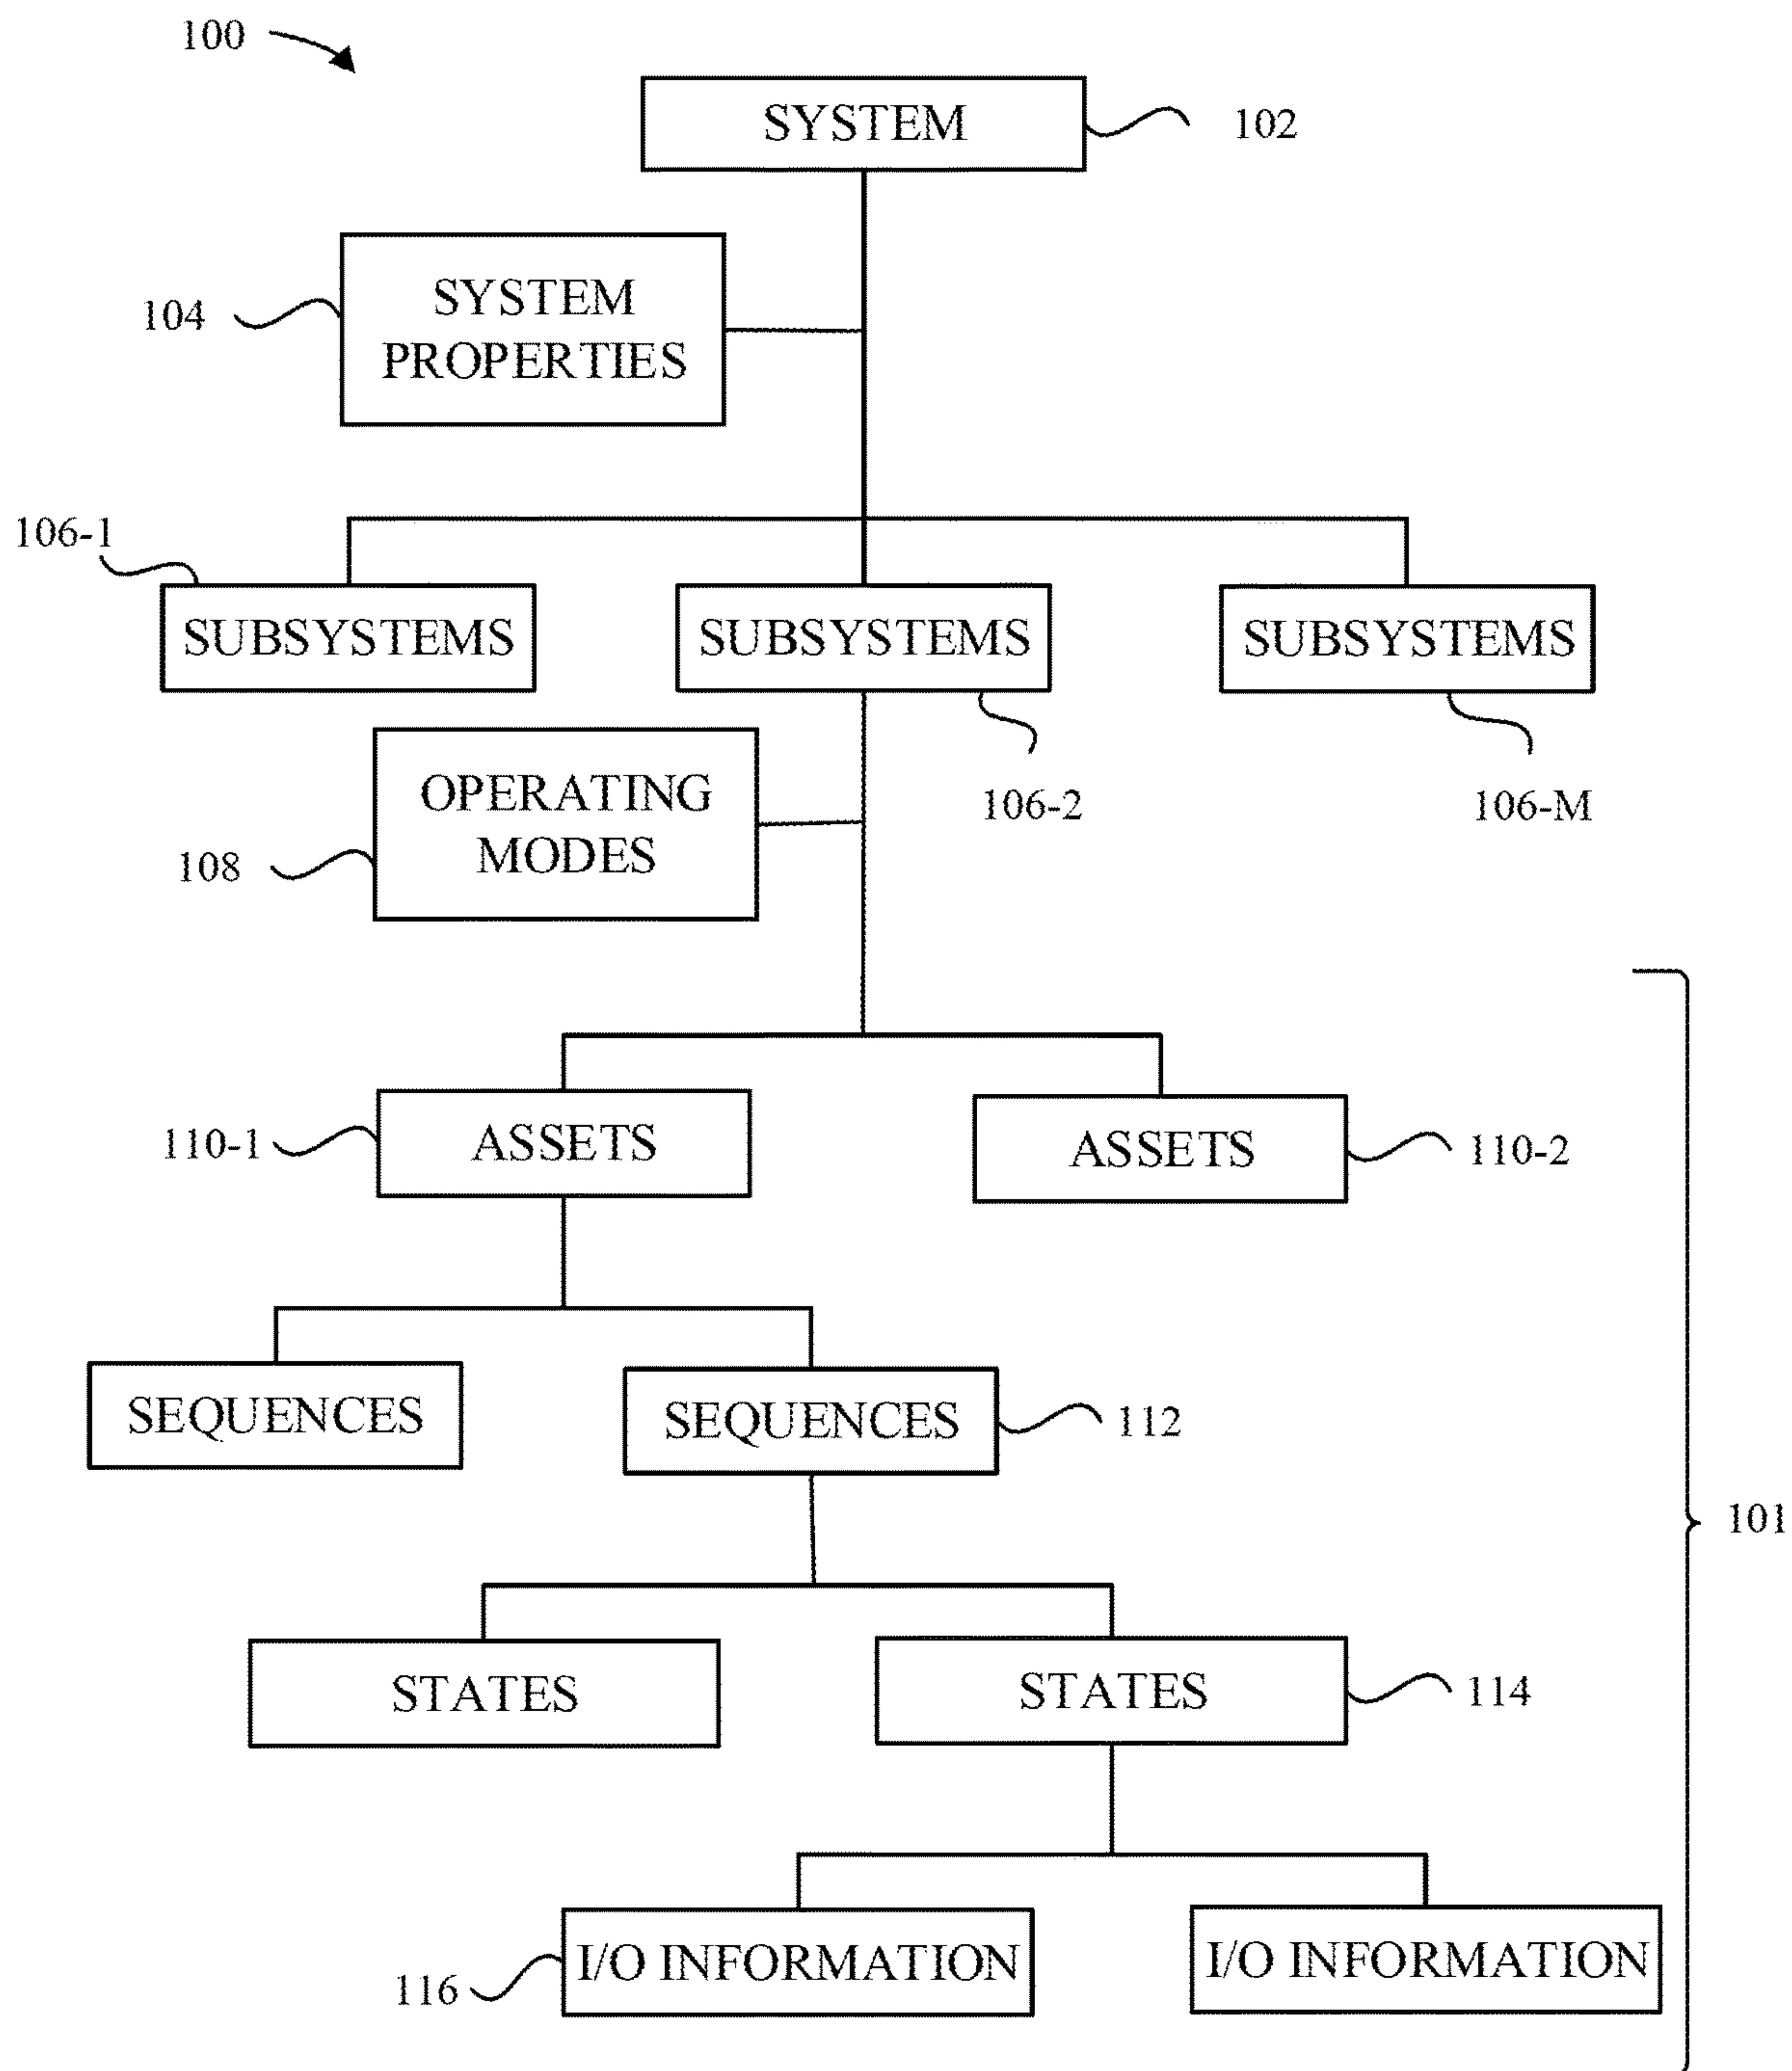 100
SYSTEM
102
SYSTEM
PROPERTIES
104
106-1
SUBSYSTEMS
SUBSYSTEMS
SUBSYSTEMS
106-2
106-M
OPERATING
MODES
108
110-1
ASSETS
ASSETS
110-2
SEQUENCES
SEQUENCES
112
101
STATES
STATES
114
I/O INFORMATION
I/O INFORMATION
116